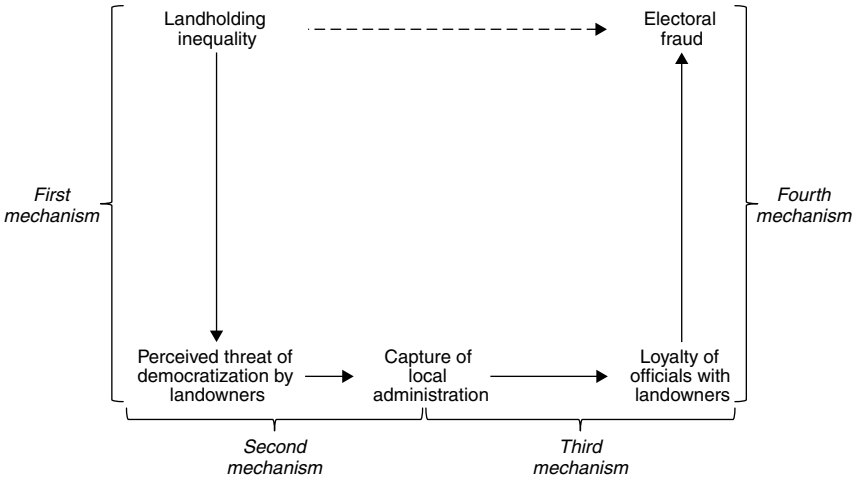 Landholding
inequality
Electoral
fraud
First
mechanism
Fourth
mechanism
Perceived threat of
democratization by
landowners
Capture of
local
administration
Loyalty of
officials with
landowners
Second
mechanism
Third
mechanism